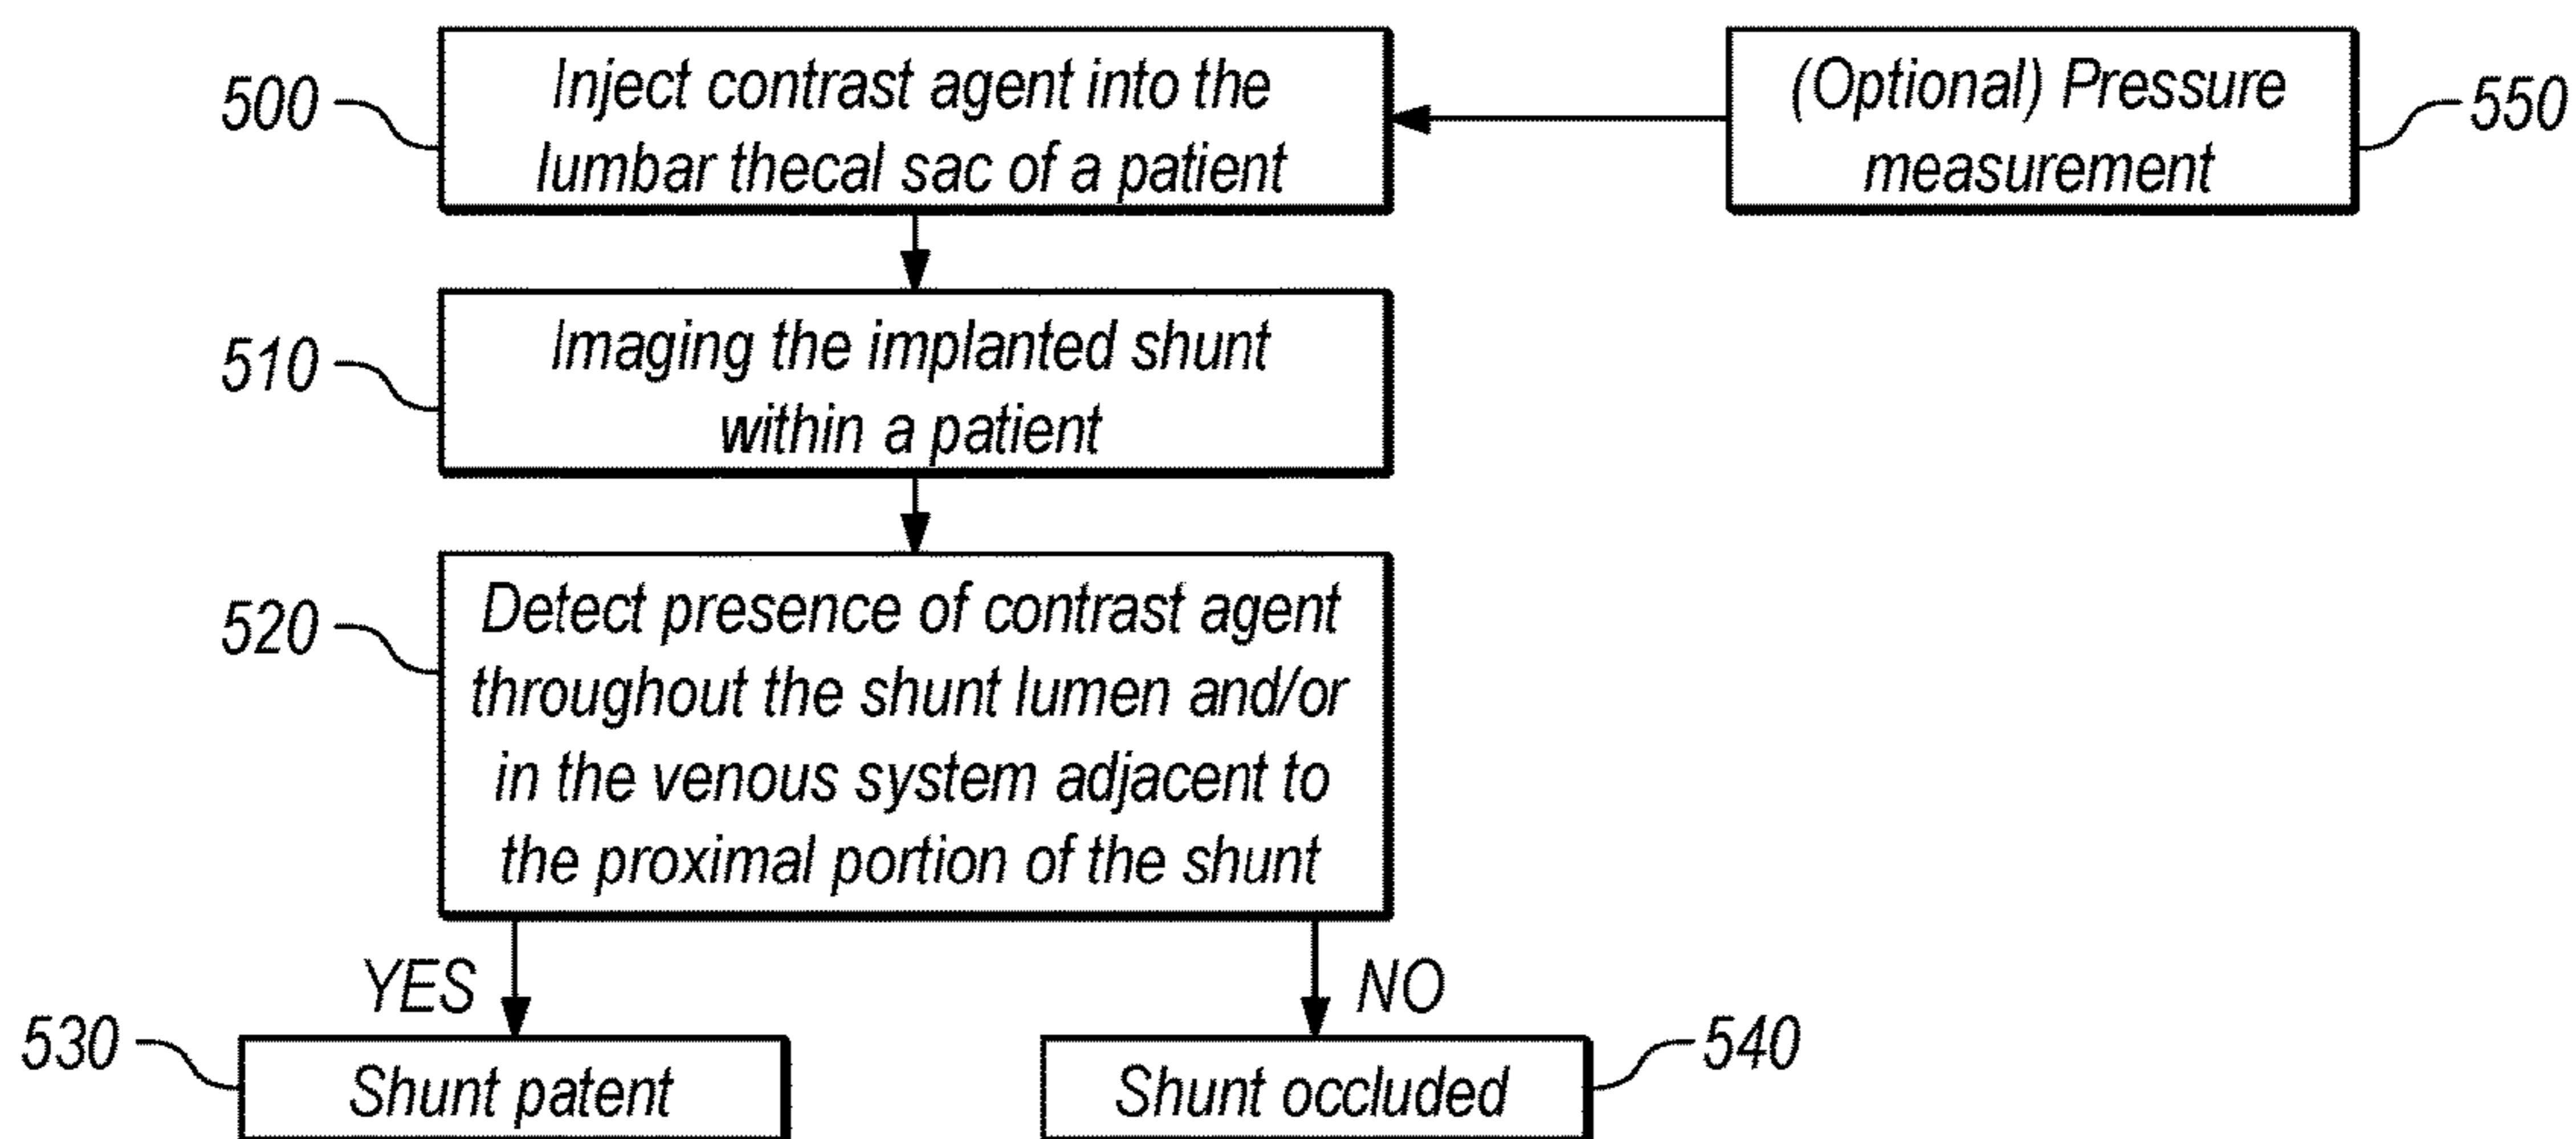 500
Inject contrast agent into the
lumbar thecal sac of a patient
(Optional) Pressure
measurement
550
510
Imaging the implanted shunt
within a patient
520
Detect presence of contrast agent
throughout the shunt lumen and/or
in the venous system adjacent to
the proximal portion of the shunt
YES
NO
530
Shunt patent
Shunt occluded
540